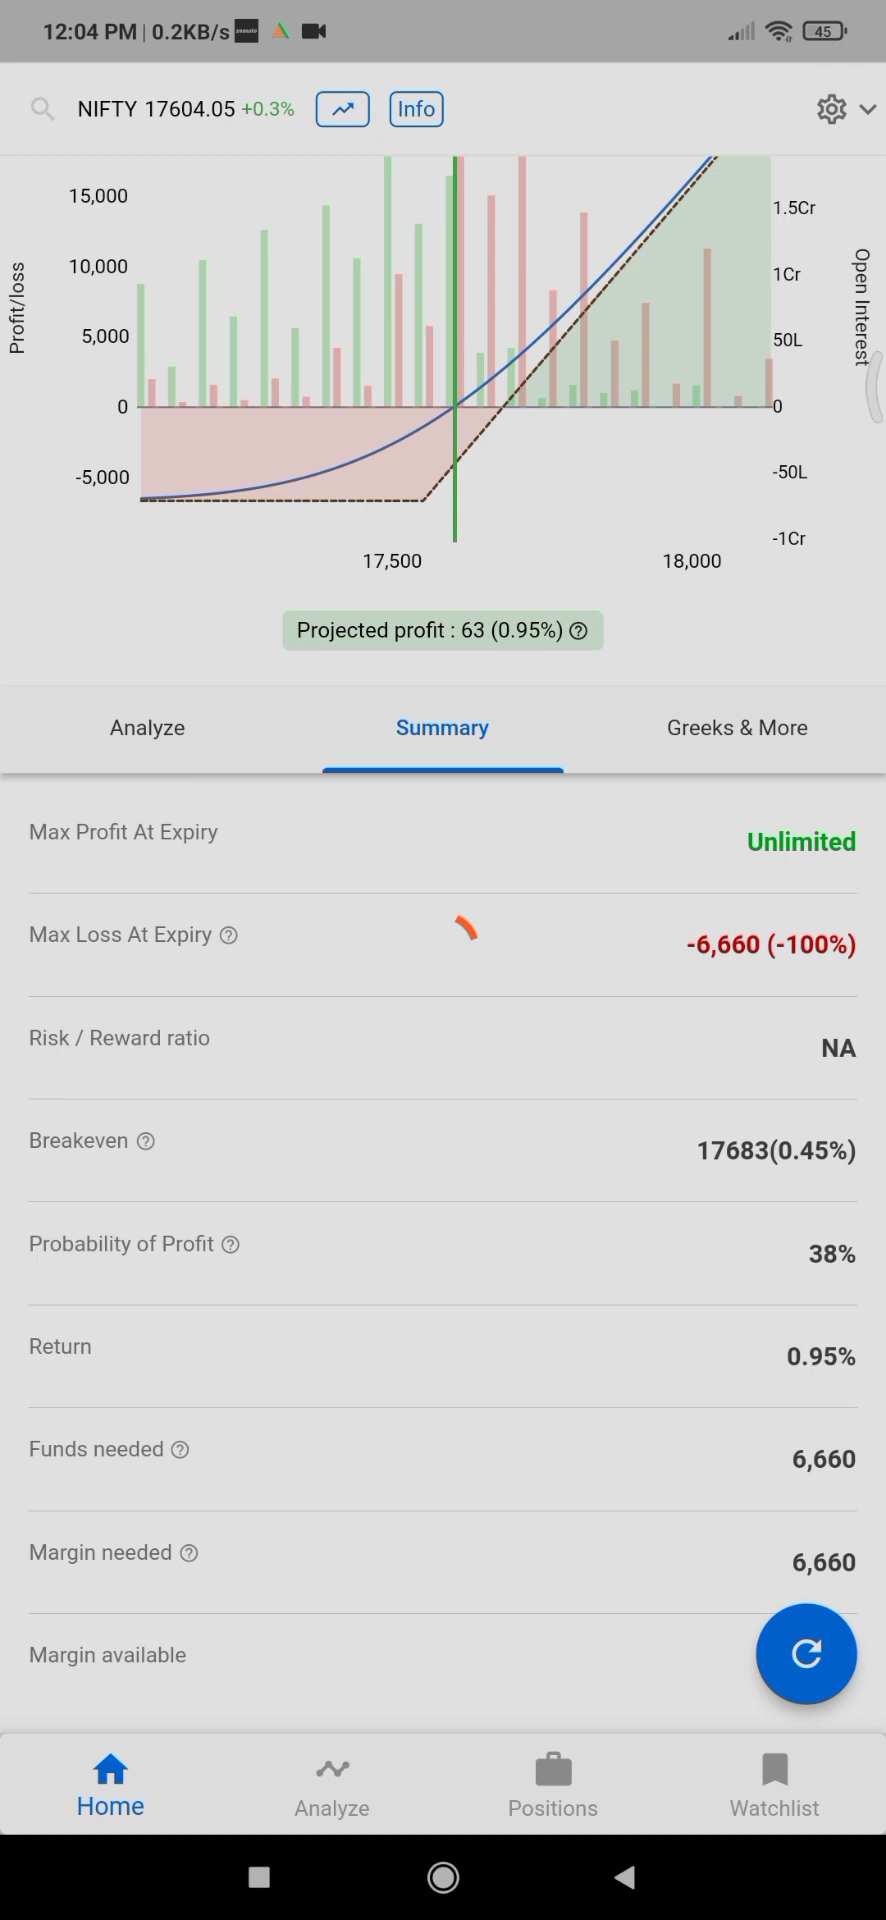 12:04 PM | 0.2KB/s zomato 45
NIFTY 17604.05 +0.3% Info
15,000
10,000
5,000
0
-5,000
Profit/loss
1.5Cr
1Cr
50L
0
-50L
-1Cr
Open Interest
17,500 18,000
Projected profit : 63 (0.95%)
Analyze Summary Greeks & More
Max Profit At Expiry Unlimited
Max Loss At Expiry -6,660 (-100%)
Risk / Reward ratio NA
Breakeven 17683(0.45%)
Probability of Profit 38%
Return 0.95%
Funds needed 6,660
Margin needed 6,660
Margin available
Home Analyze Positions Watchlist